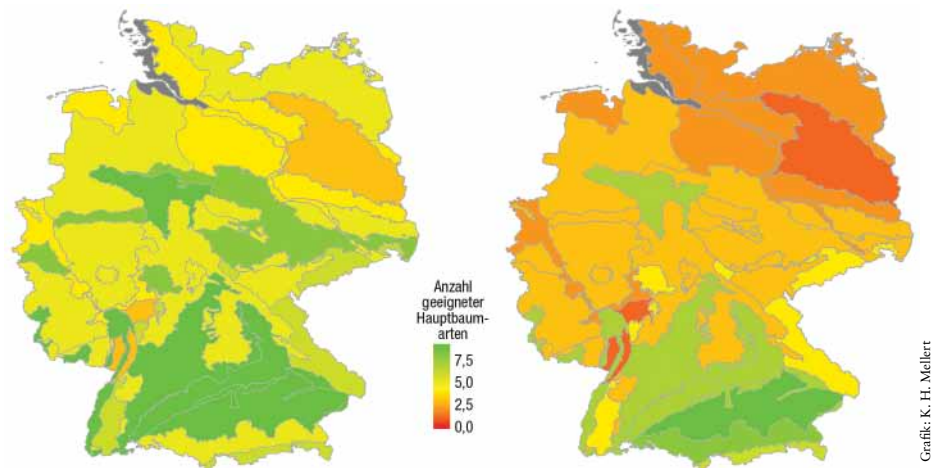 Anzahl
geeigneter
Hauptbaum-
arten
7,5
5,0
2,5
0,0
Grafik: K. H. Mellert